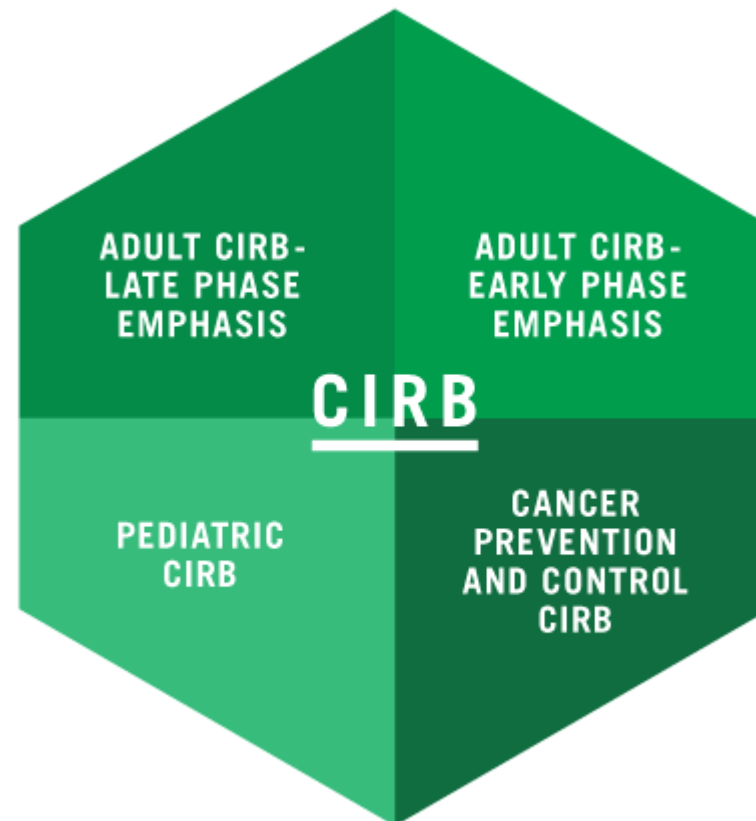 ADULT CIRB-
LATE PHASE
EMPHASIS
ADULT CIRB-
EARLY PHASE
EMPHASIS
CIRB
PEDIATRIC
CIRB
CANCER
PREVENTION
AND CONTROL
CIRB